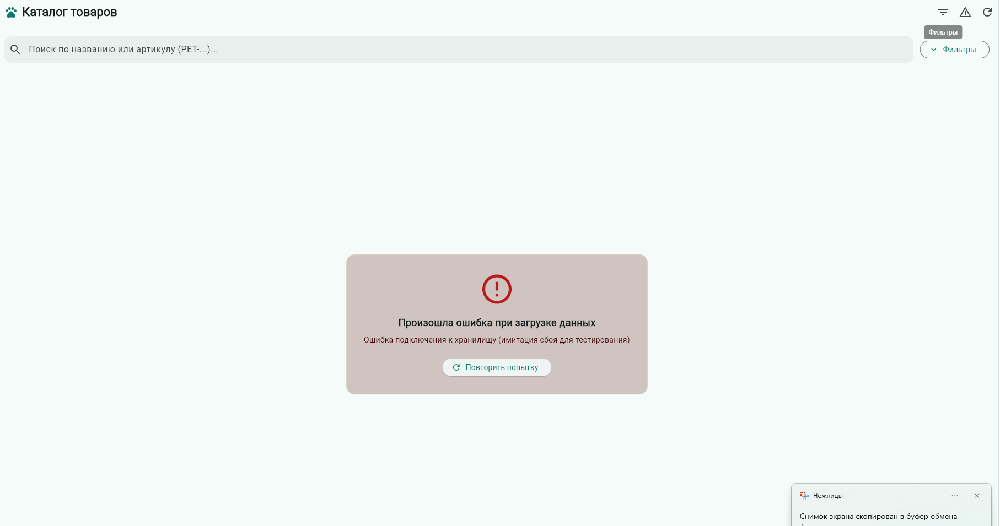 Каталог товаров
Фильтры
Поиск по названию или артикулу (PET-...)...
Фильтры
Произошла ошибка при загрузке данных
Ошибка подключения к хранилищу (имитация сбоя для тестирования)
Повторить попытку
Ножницы
Снимок экрана скопирован в буфер обмена